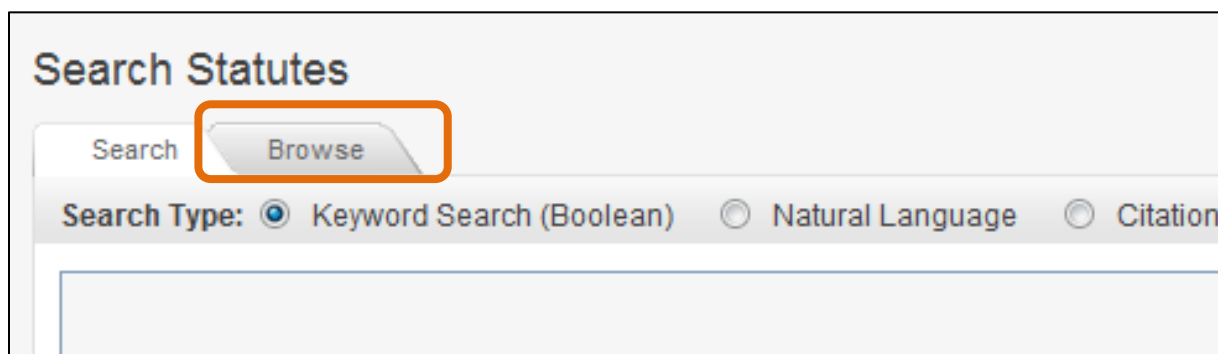 Search Statutes
Search Browse
Search Type: Keyword Search (Boolean) Natural Language Citation